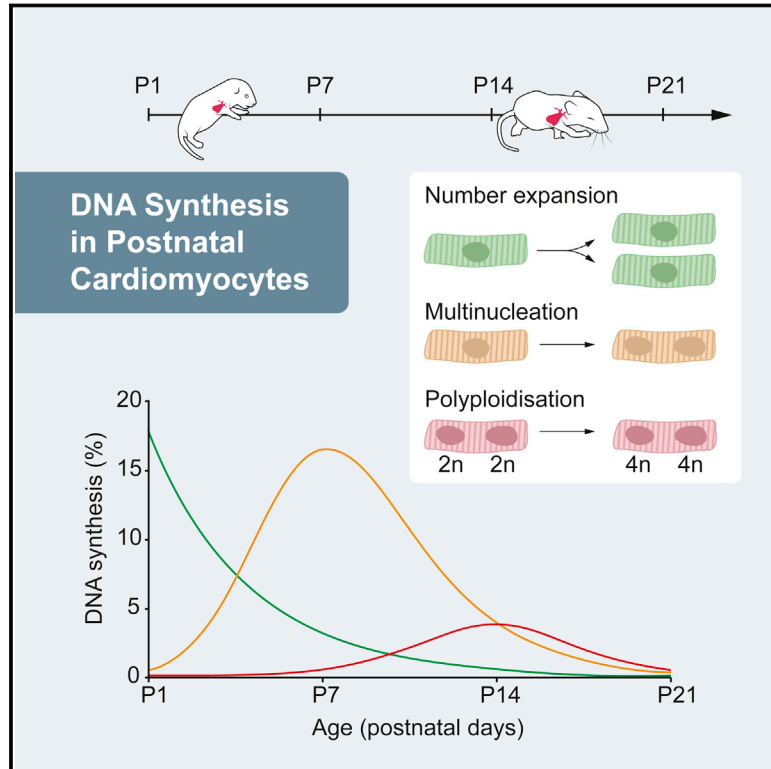 P1 P7 P14 P21
DNA Synthesis
in Postnatal
Cardiomyocytes
Number expansion
Multinucleation
Polyploidisation
2n 2n 4n 4n
DNA synthesis (%)
20
15
10
5
0
P1 P7 P14 P21
Age (postnatal days)